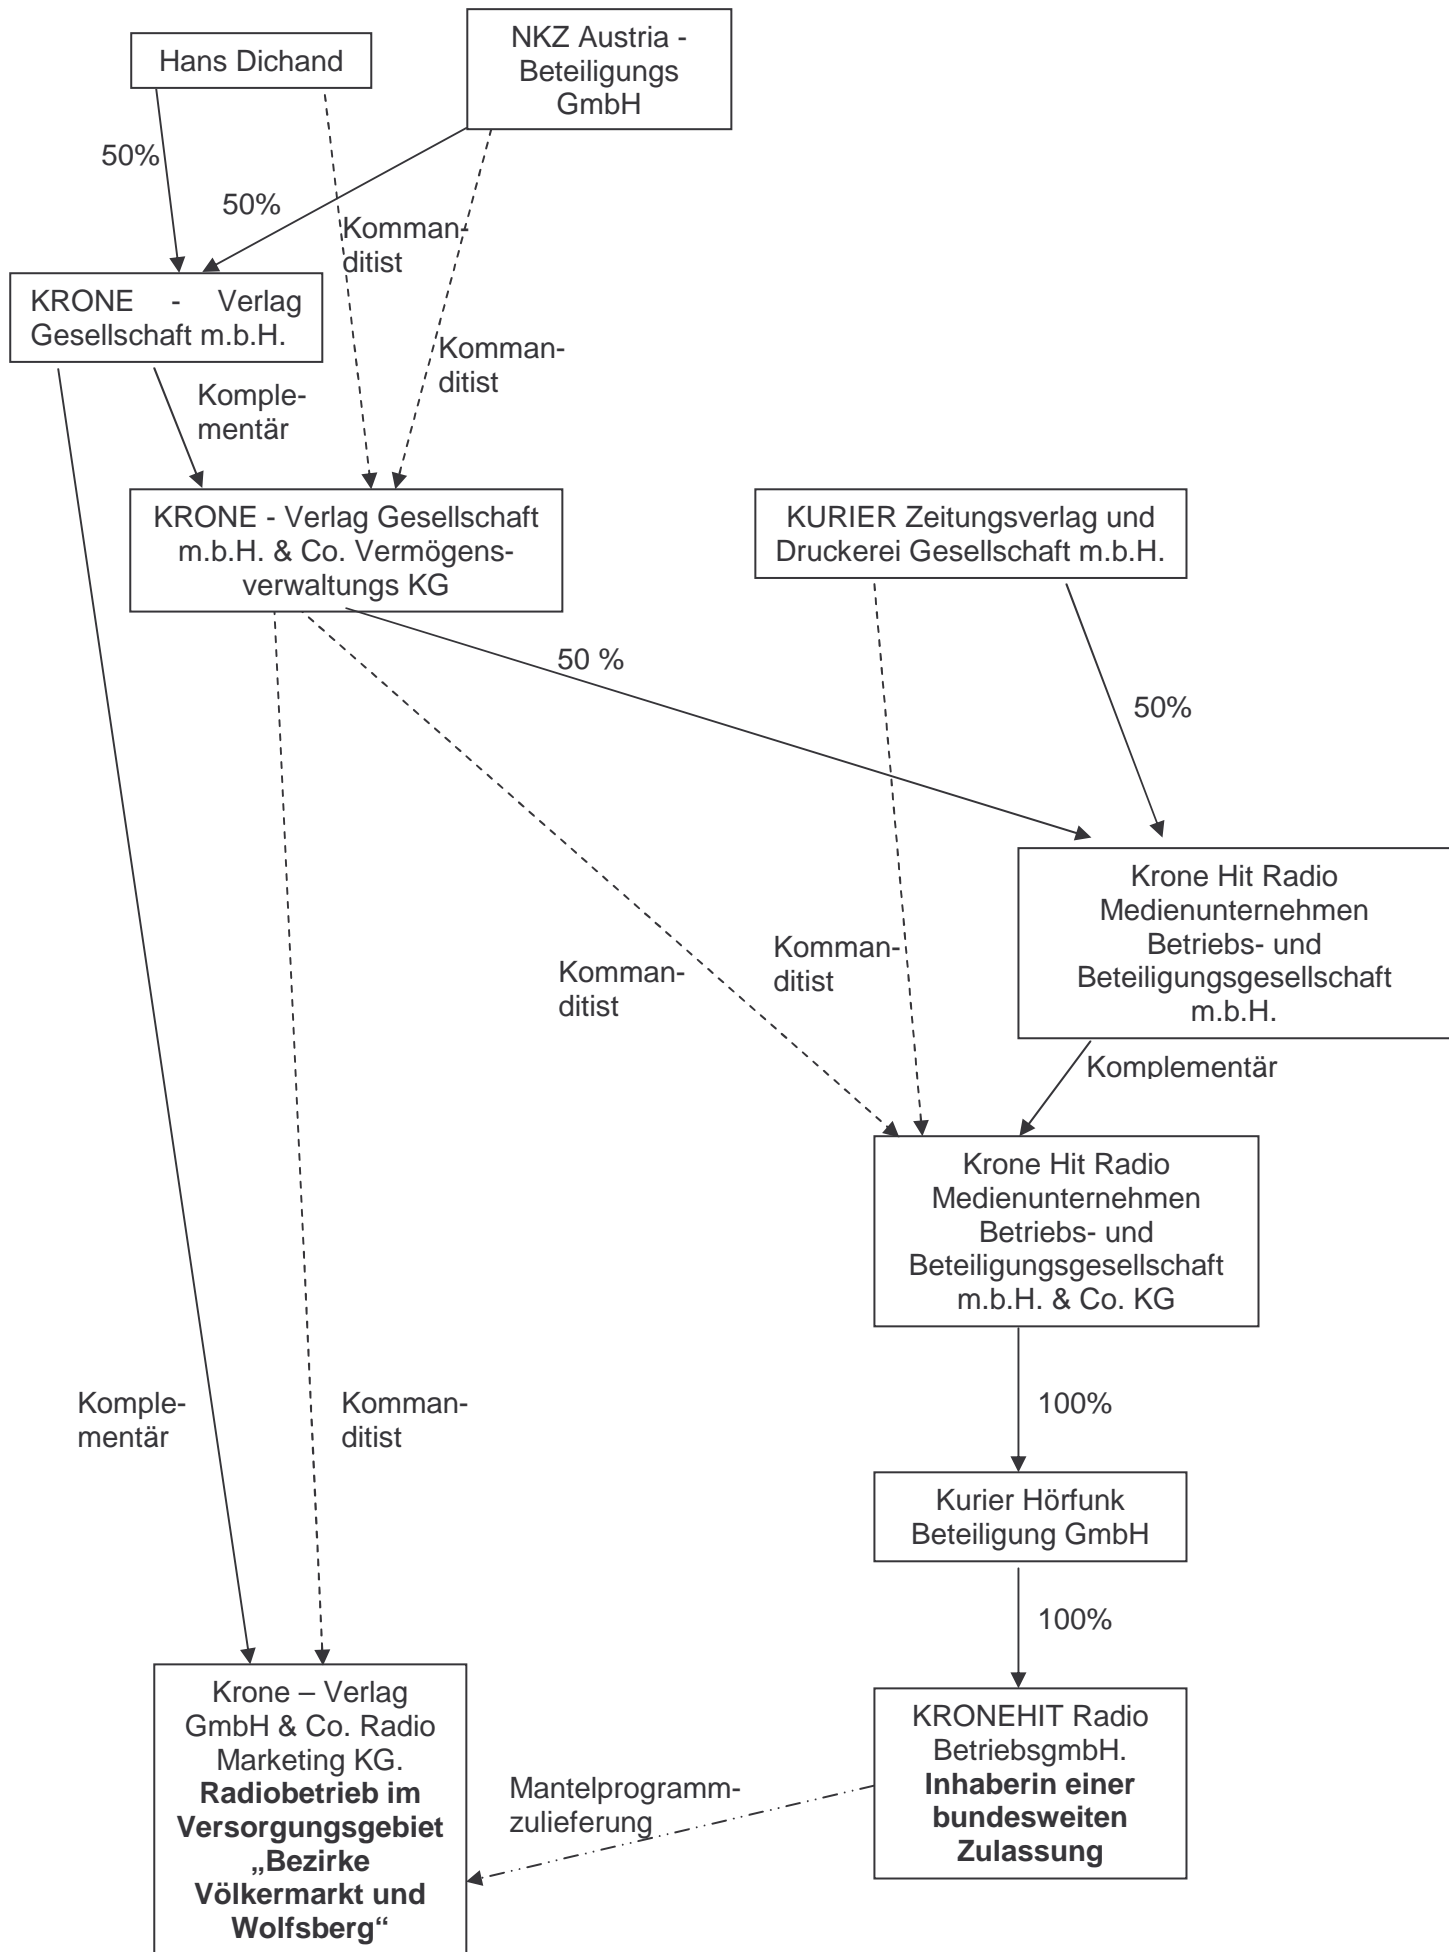 Hans Dichand
NKZ Austria -
Beteiligungs
GmbH
50%
50%
Komman-
ditist
KRONE - Verlag
Gesellschaft m.b.H.
Komman-
ditist
Komple-
mentär
KRONE - Verlag Gesellschaft
m.b.H. & Co. Vermögens-
verwaltungs KG
KURIER Zeitungsverlag und
Druckerei Gesellschaft m.b.H.
50 %
50%
Krone Hit Radio
Medienunternehmen
Betriebs- und
Beteiligungsgesellschaft
m.b.H.
Komman-
ditist
Komman-
ditist
Komplementär
Krone Hit Radio
Medienunternehmen
Betriebs- und
Beteiligungsgesellschaft
m.b.H. & Co. KG
Komple-
mentär
Komman-
ditist
100%
Kurier Hörfunk
Beteiligung GmbH
100%
Krone – Verlag
GmbH & Co. Radio
Marketing KG.
Radiobetrieb im
Versorgungsgebiet
„Bezirke
Völkermarkt und
Wolfsberg“
Mantelprogramm-
zulieferung
KRONEHIT Radio
BetriebsgmbH.
Inhaberin einer
bundesweiten
Zulassung